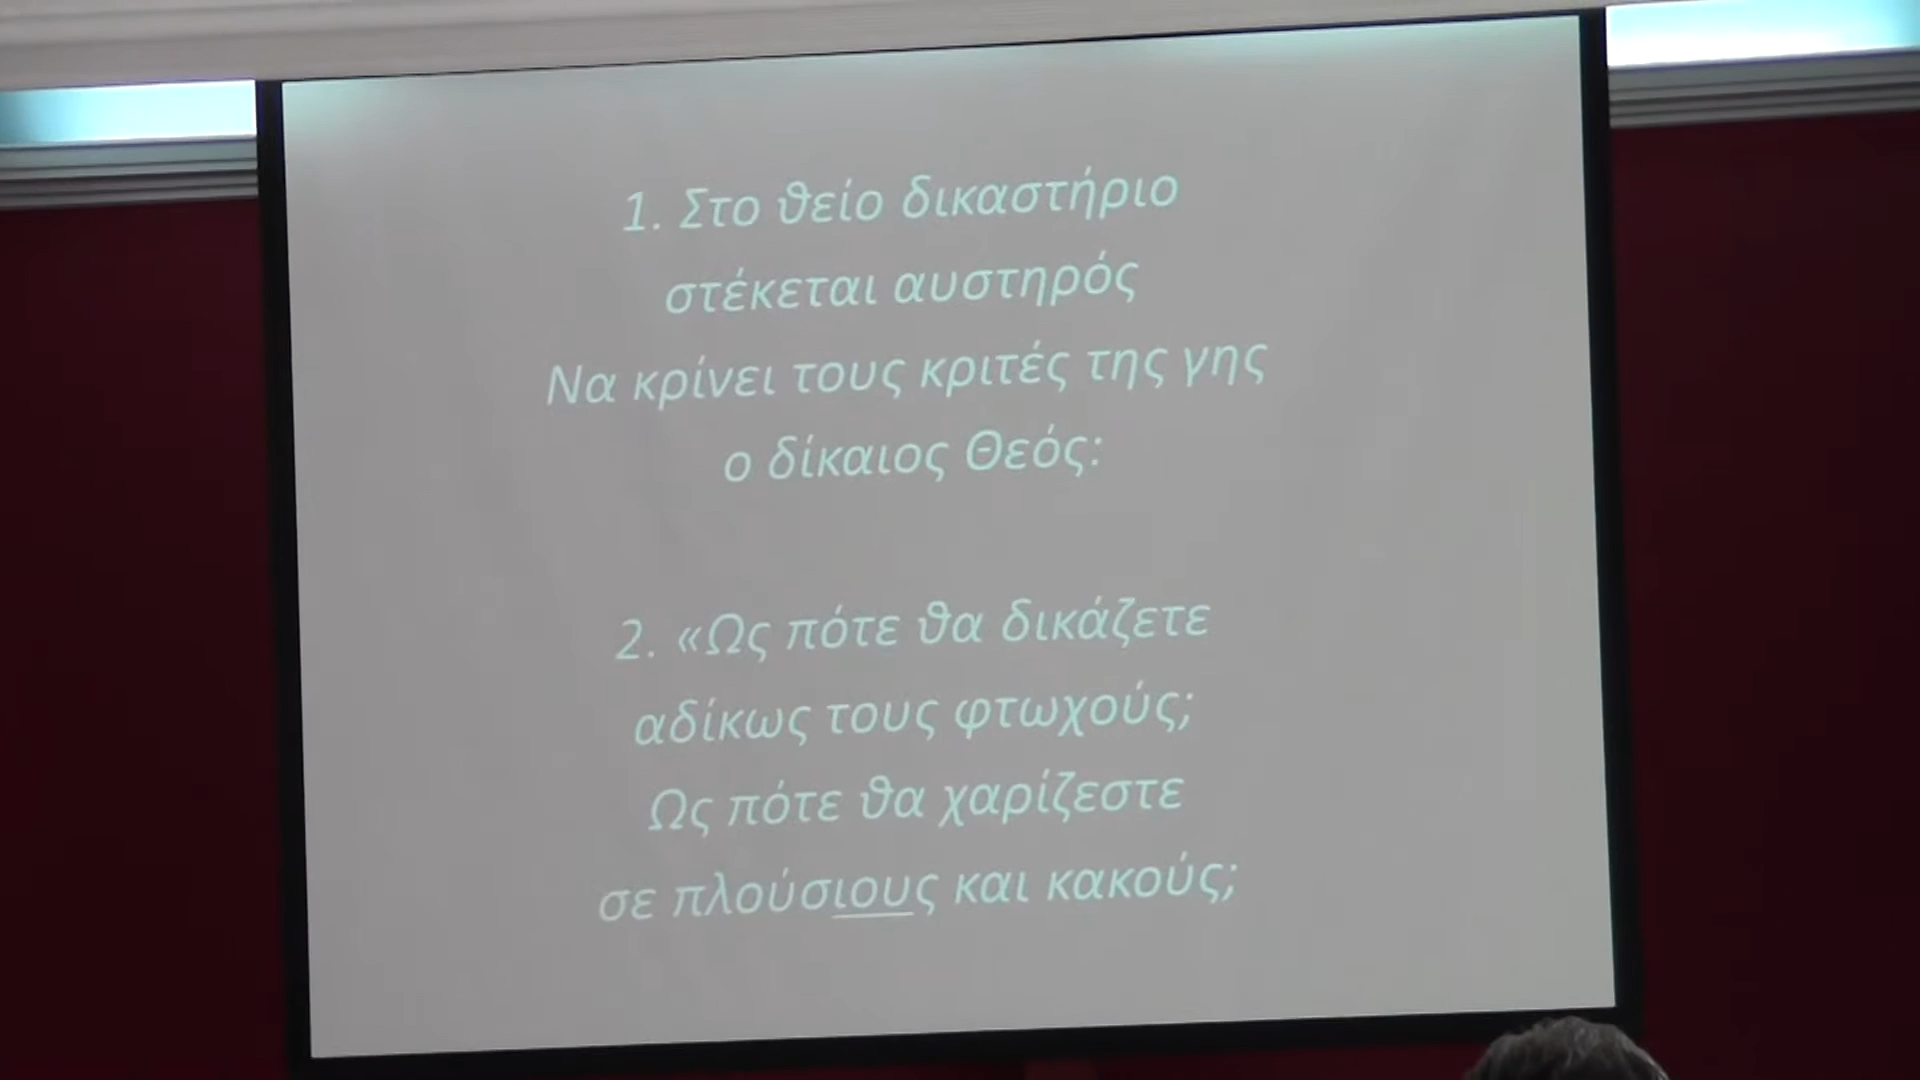 1. Στο θείο δικαστήριο
στέκεται αυστηρός
Να κρίνει τους κριτές της γης
ο δίκαιος Θεός:
2. «Ως πότε θα δικάζετε
αδίκως τους φτωχούς;
Ως πότε θα χαρίζεστε
σε πλούσιους και κακούς;